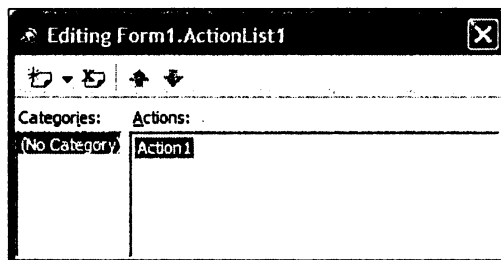 Editing Form1.ActionList1
Categories: Actions:
(No Category) Action1